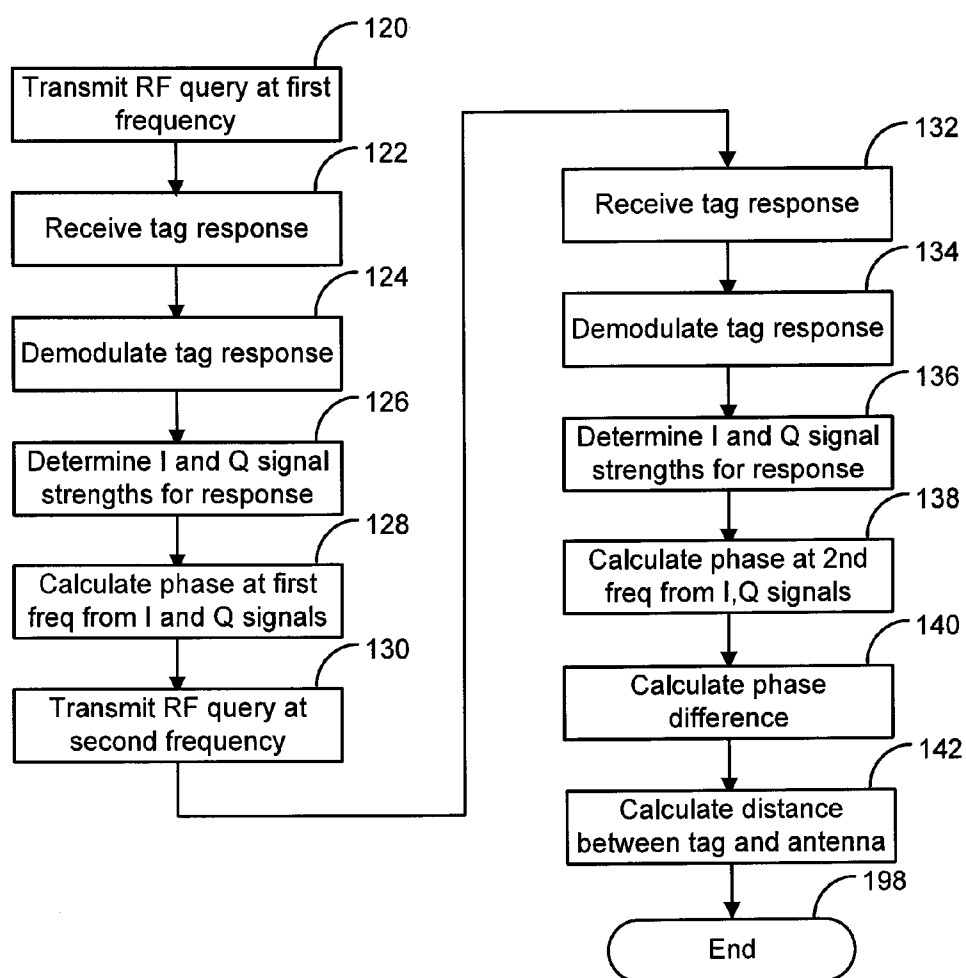 120
Transmit RF query at first
frequency
122
Receive tag response
124
Demodulate tag response
126
Determine I and Q signal
strengths for response
128
Calculate phase at first
freq from I and Q signals
130
Transmit RF query at
second frequency
132
Receive tag response
134
Demodulate tag response
136
Determine I and Q signal
strengths for response
138
Calculate phase at 2nd
freq from I,Q signals
140
Calculate phase
difference
142
Calculate distance
between tag and antenna
198
End